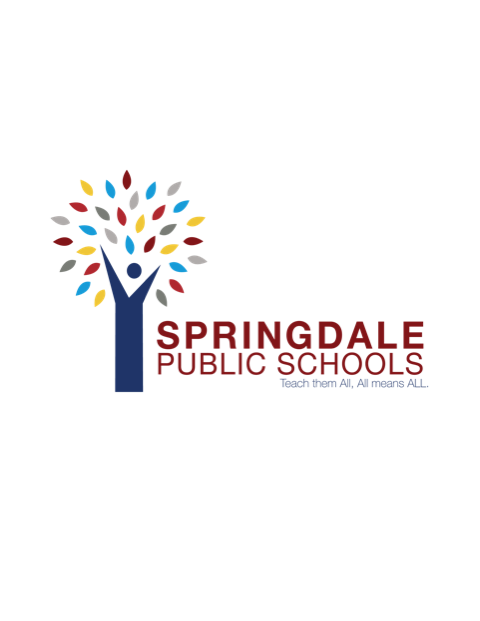 SPRINGDALE
PUBLIC SCHOOLS
Teach them All, All means ALL.